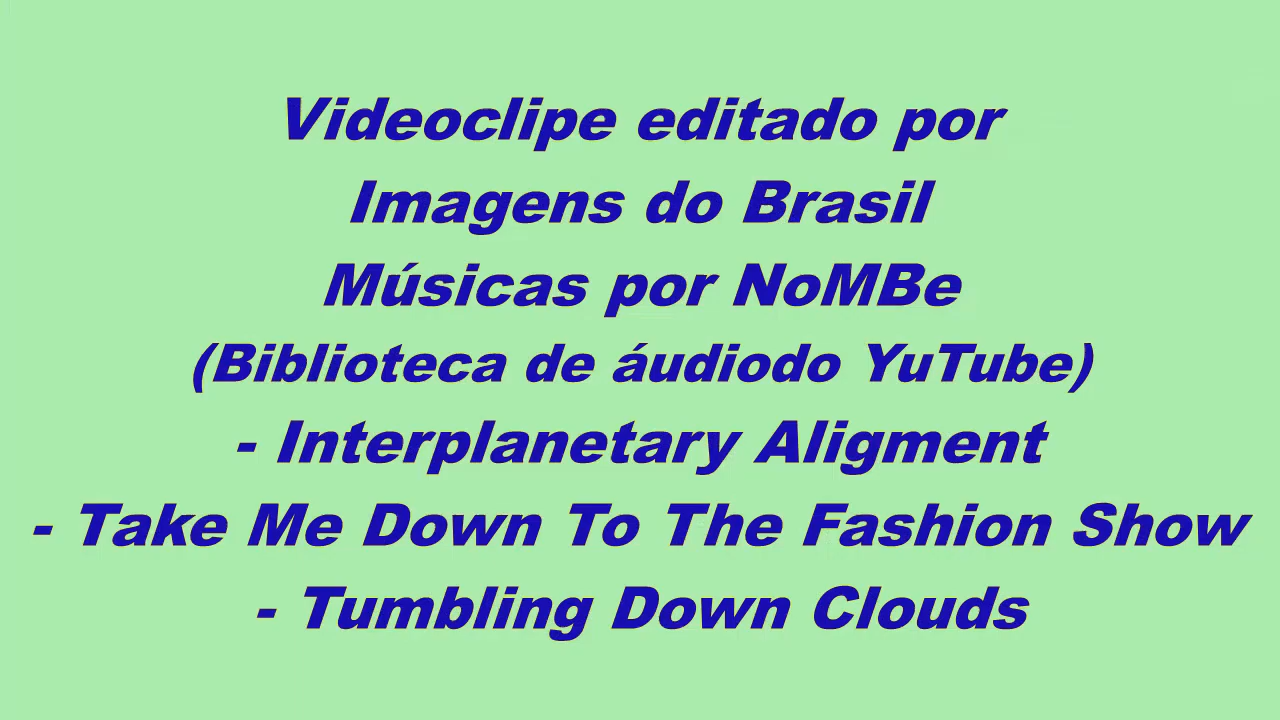 Videoclipe editado por
Imagens do Brasil
Músicas por NoMBe
(Biblioteca de áudiodo YuTube)
- Interplanetary Aligment
- Take Me Down To The Fashion Show
- Tumbling Down Clouds